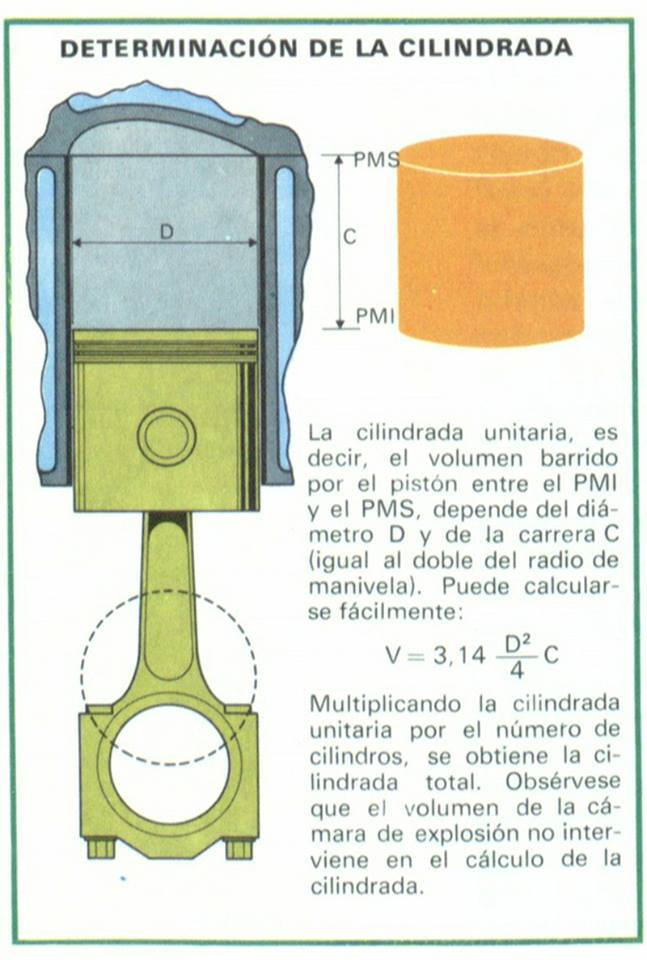 DETERMINACIÓN DE LA CILINDRADA
PMS
D
C
PMI
La cilindrada unitaria, es
decir, el volumen barrido
por el pistón entre el PMI
y el PMS, depende del diá-
metro D y de la carrera C
(igual al doble del radio de
manivela). Puede calcular-
se fácilmente:
V = 3,14 D²/4 C
Multiplicando la cilindrada
unitaria por el número de
cilindros, se obtiene la ci-
lindrada total. Obsérvese
que el volumen de la cá-
mara de explosión no inter-
viene en el cálculo de la
cilindrada.